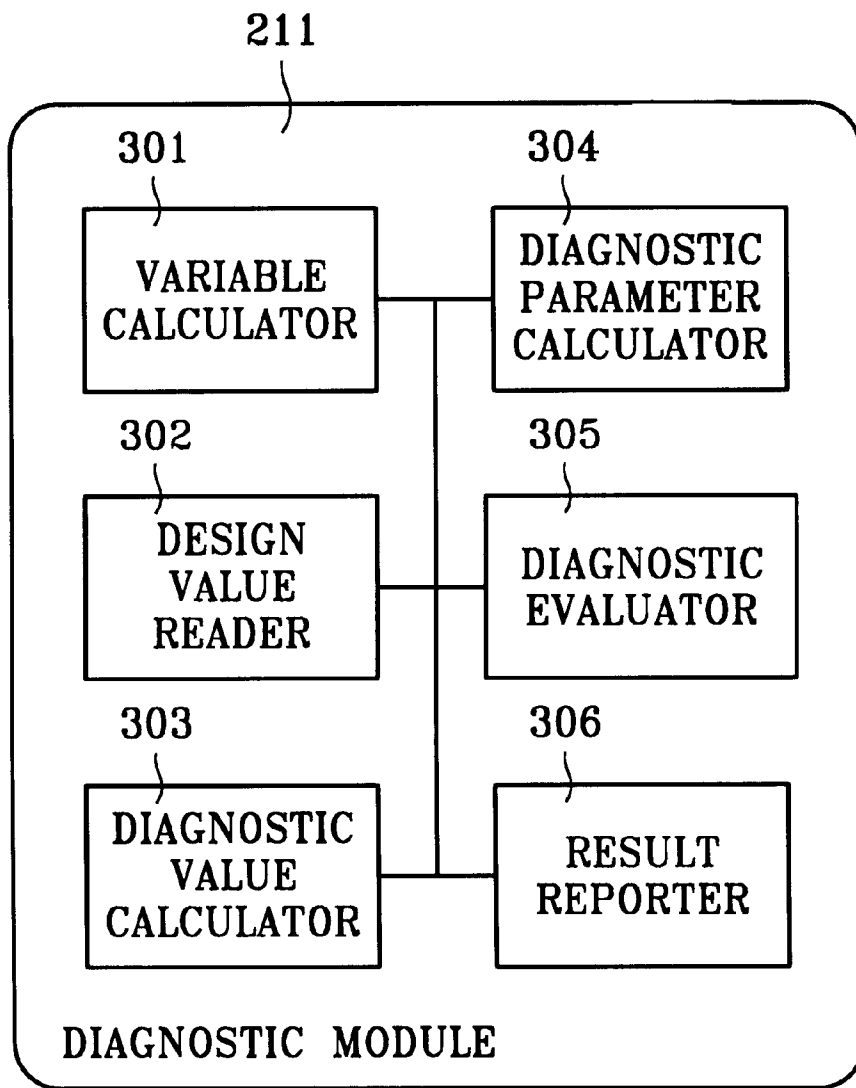 211
301
VARIABLE
CALCULATOR
304
DIAGNOSTIC
PARAMETER
CALCULATOR
302
DESIGN
VALUE
READER
305
DIAGNOSTIC
EVALUATOR
303
DIAGNOSTIC
VALUE
CALCULATOR
306
RESULT
REPORTER
DIAGNOSTIC MODULE